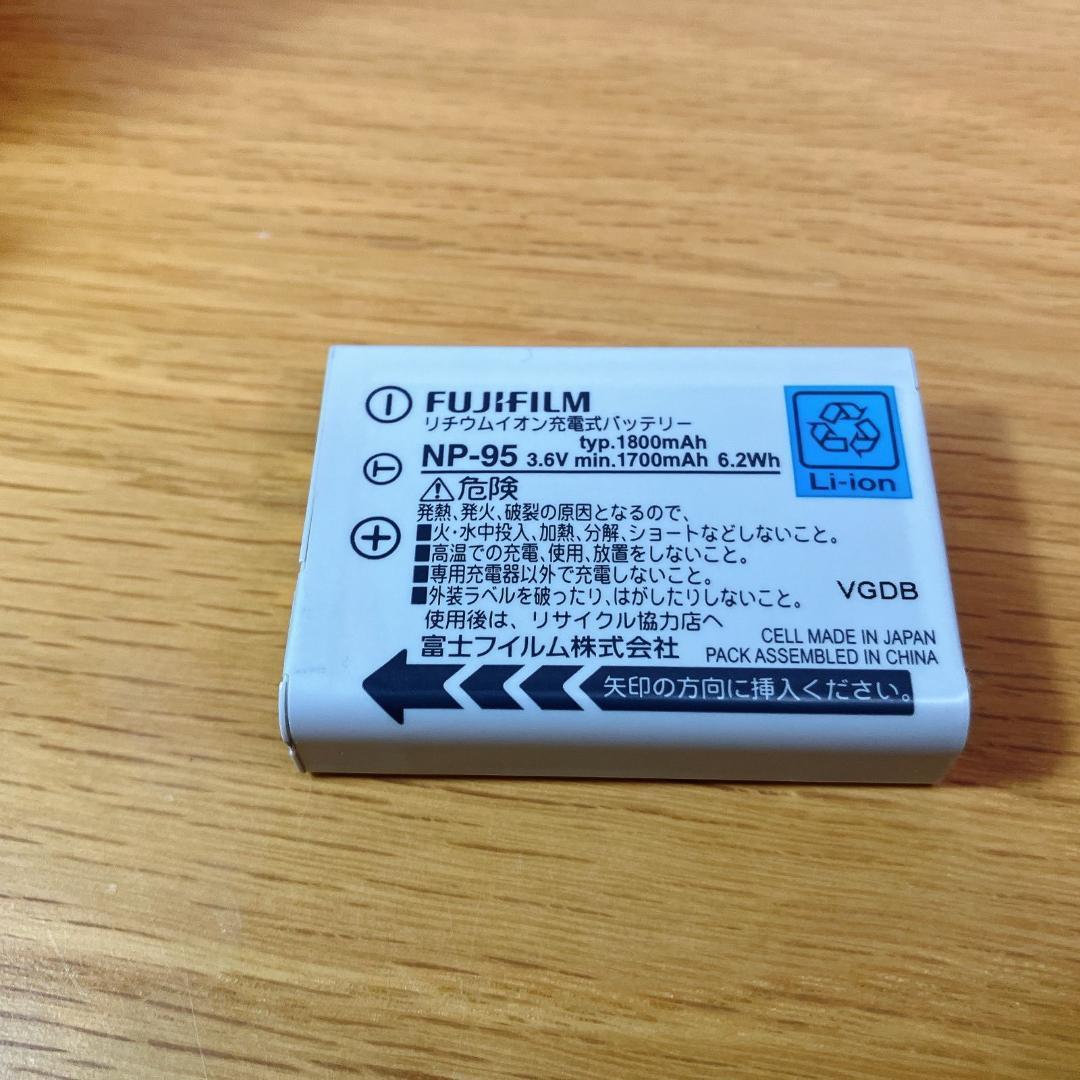 FUJIFILM
リチウムイオン充電式バッテリー
typ.1800mAh
NP-95 3.6V min.1700mAh 6.2Wh
Li-ion
危険
発熱、発火、破裂の原因となるので、
■火・水中投入、加熱、分解、ショートなどしないこと。
■高温での充電、使用、放置をしないこと。
■専用充電器以外で充電しないこと。
■外装ラベルを破ったり、はがしたりしないこと。
VGDB
使用後は、リサイクル協力店へ
富士フイルム株式会社
CELL MADE IN JAPAN
PACK ASSEMBLED IN CHINA
矢印の方向に挿入ください。